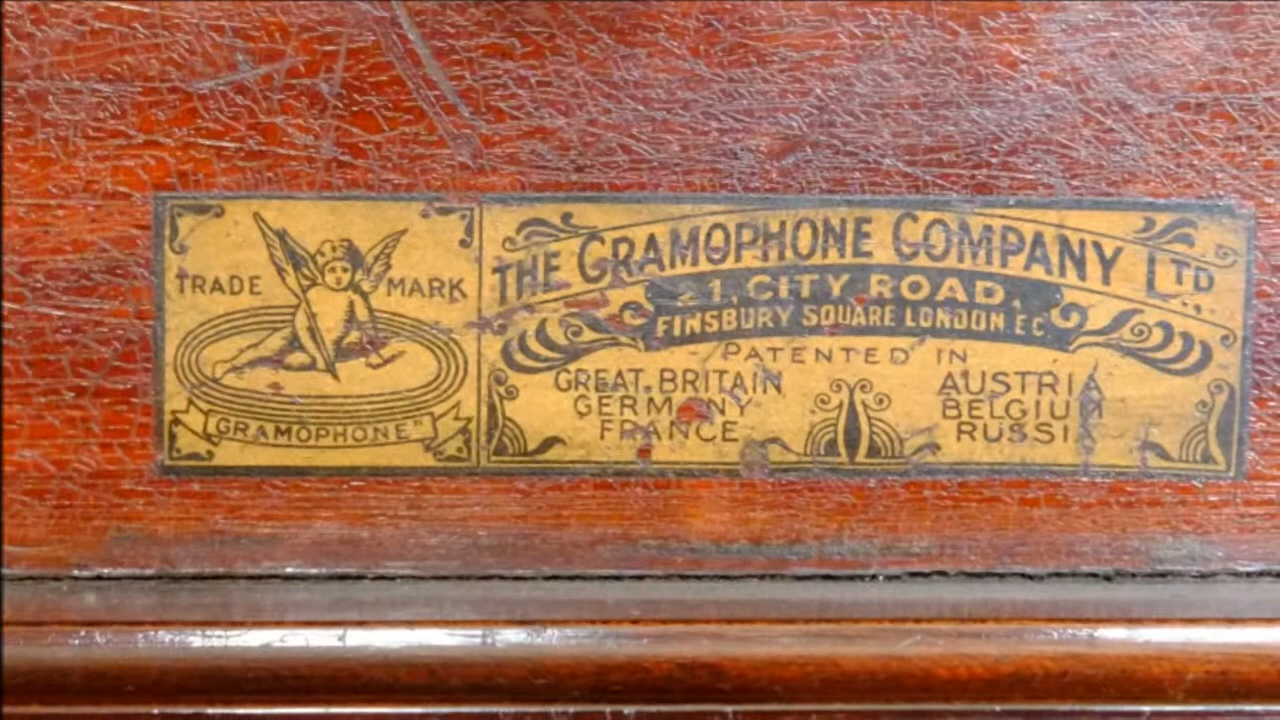 TRADE MARK
GRAMOPHONE"
THE GRAMOPHONE COMPANY LTD
21, CITY ROAD,
FINSBURY SQUARE LONDON. E.C
PATENTED IN
GREAT BRITAIN
GERMANY
FRANCE
AUSTRIA
BELGIUM
RUSSIA